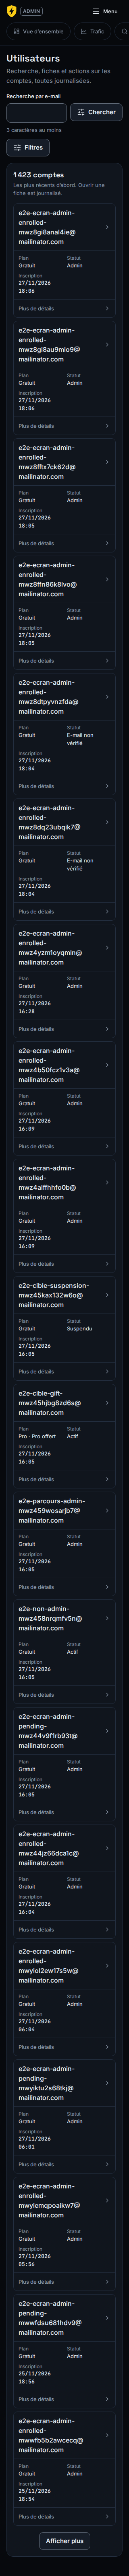 ADMIN
Menu
Vue d'ensemble
Trafic
Utilisateurs
Recherche, fiches et actions sur les
comptes, toutes journalisées.
Recherche par e-mail
Chercher
3 caractères au moins
Filtres
1 423 comptes
Les plus récents d'abord. Ouvrir une
fiche est journalisé.
e2e-ecran-admin-
enrolled-
mwz8gi8anal4ie@
mailinator.com
Plan
Statut
Gratuit
Admin
Inscription
27/11/2026
18:06
Plus de détails
e2e-ecran-admin-
enrolled-
mwz8gi8au9mio9@
mailinator.com
Plan
Statut
Gratuit
Admin
Inscription
27/11/2026
18:06
Plus de détails
e2e-ecran-admin-
enrolled-
mwz8fftx7ck62d@
mailinator.com
Plan
Statut
Gratuit
Admin
Inscription
27/11/2026
18:05
Plus de détails
e2e-ecran-admin-
enrolled-
mwz8ffn86k8lvo@
mailinator.com
Plan
Statut
Gratuit
Admin
Inscription
27/11/2026
18:05
Plus de détails
e2e-ecran-admin-
enrolled-
mwz8dtpyvnzfda@
mailinator.com
Plan
Statut
Gratuit
E-mail non
vérifié
Inscription
27/11/2026
18:04
Plus de détails
e2e-ecran-admin-
enrolled-
mwz8dq23ubqik7@
mailinator.com
Plan
Statut
Gratuit
E-mail non
vérifié
Inscription
27/11/2026
18:04
Plus de détails
e2e-ecran-admin-
enrolled-
mwz4yzm1oyqmln@
mailinator.com
Plan
Statut
Gratuit
Admin
Inscription
27/11/2026
16:28
Plus de détails
e2e-ecran-admin-
enrolled-
mwz4b50fcz1v3a@
mailinator.com
Plan
Statut
Gratuit
Admin
Inscription
27/11/2026
16:09
Plus de détails
e2e-ecran-admin-
enrolled-
mwz4alffhhfo0b@
mailinator.com
Plan
Statut
Gratuit
Admin
Inscription
27/11/2026
16:09
Plus de détails
e2e-cible-suspension-
mwz45kax132w6o@
mailinator.com
Plan
Statut
Gratuit
Suspendu
Inscription
27/11/2026
16:05
Plus de détails
e2e-cible-gift-
mwz45hjbg8zd6s@
mailinator.com
Plan
Statut
Pro · Pro offert
Actif
Inscription
27/11/2026
16:05
Plus de détails
e2e-parcours-admin-
mwz459wosarjb7@
mailinator.com
Plan
Statut
Gratuit
Admin
Inscription
27/11/2026
16:05
Plus de détails
e2e-non-admin-
mwz458nrqmfv5n@
mailinator.com
Plan
Statut
Gratuit
Actif
Inscription
27/11/2026
16:05
Plus de détails
e2e-ecran-admin-
pending-
mwz44v9f1rb93t@
mailinator.com
Plan
Statut
Gratuit
Admin
Inscription
27/11/2026
16:05
Plus de détails
e2e-ecran-admin-
enrolled-
mwz44jz66dca1c@
mailinator.com
Plan
Statut
Gratuit
Admin
Inscription
27/11/2026
16:04
Plus de détails
e2e-ecran-admin-
enrolled-
mwyiol2ew17s5w@
mailinator.com
Plan
Statut
Gratuit
Admin
Inscription
27/11/2026
06:04
Plus de détails
e2e-ecran-admin-
pending-
mwyiktu2s68tkj@
mailinator.com
Plan
Statut
Gratuit
Admin
Inscription
27/11/2026
06:01
Plus de détails
e2e-ecran-admin-
enrolled-
mwyiemqpoaikw7@
mailinator.com
Plan
Statut
Gratuit
Admin
Inscription
27/11/2026
05:56
Plus de détails
e2e-ecran-admin-
pending-
mwwfdsu681hdv9@
mailinator.com
Plan
Statut
Gratuit
Admin
Inscription
25/11/2026
18:56
Plus de détails
e2e-ecran-admin-
enrolled-
mwwfb5b2awcecq@
mailinator.com
Plan
Statut
Gratuit
Admin
Inscription
25/11/2026
18:54
Plus de détails
Afficher plus